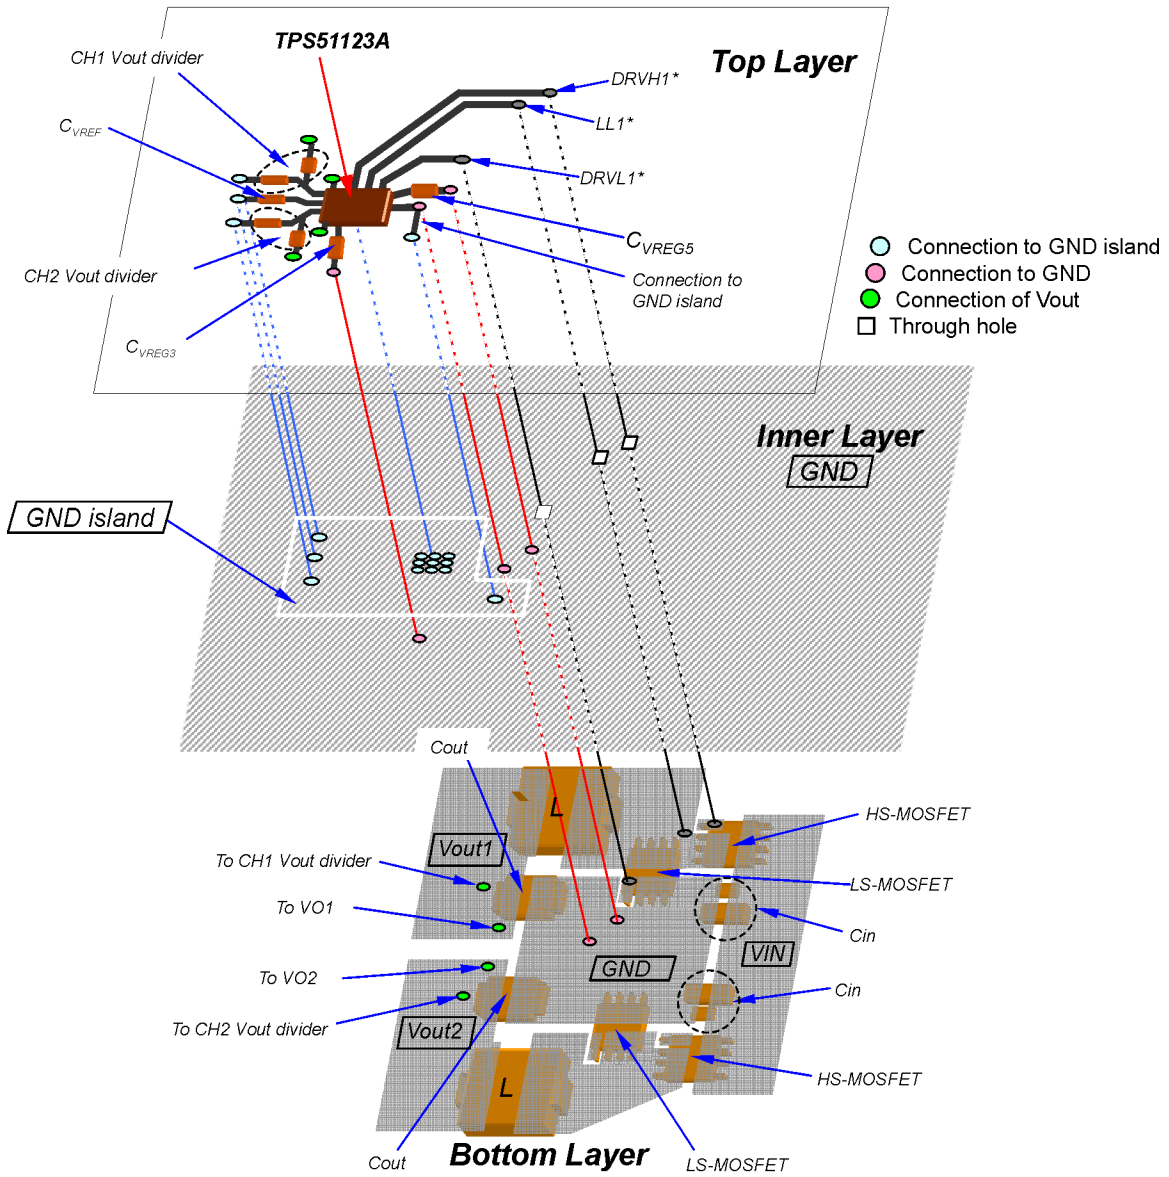 TPS51123A
CH1 Vout divider
Top Layer
DRVH1*
C_VREF
LL1*
DRVL1*
C_VREG5
CH2 Vout divider
Connection to
GND island
C_VREG3
Connection to GND island
Connection to GND
Connection of Vout
Through hole
Inner Layer
GND
GND island
Cout
L
HS-MOSFET
Vout1
To CH1 Vout divider
LS-MOSFET
To VO1
Cin
VIN
GND
To VO2
Cin
To CH2 Vout divider
Vout2
HS-MOSFET
L
Bottom Layer
Cout
LS-MOSFET